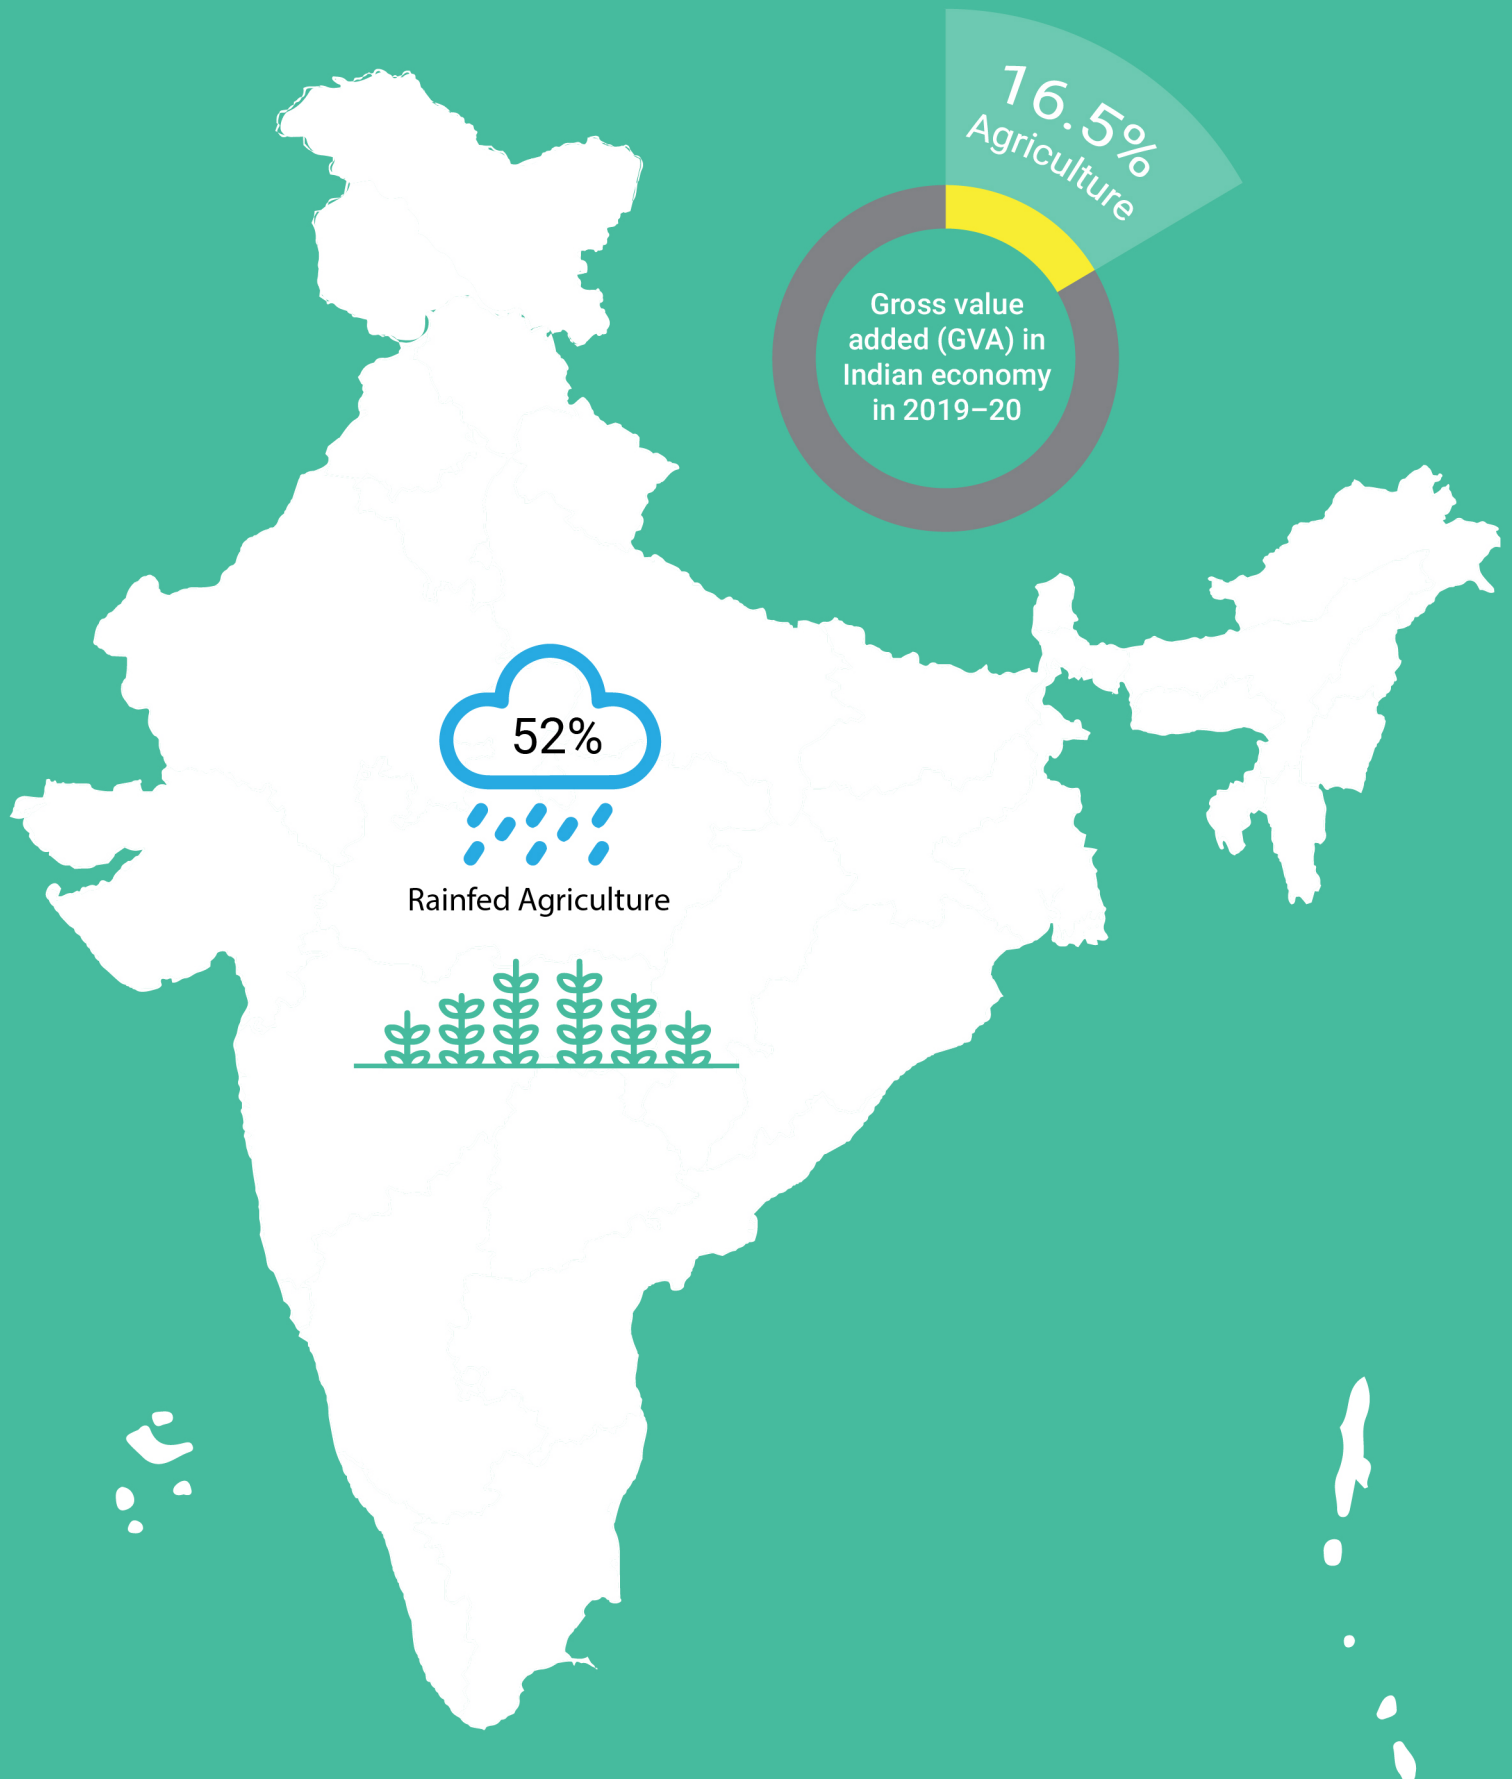 16.5%
Agriculture
Gross value
added (GVA) in
Indian economy
in 2019–20
52%
Rainfed Agriculture